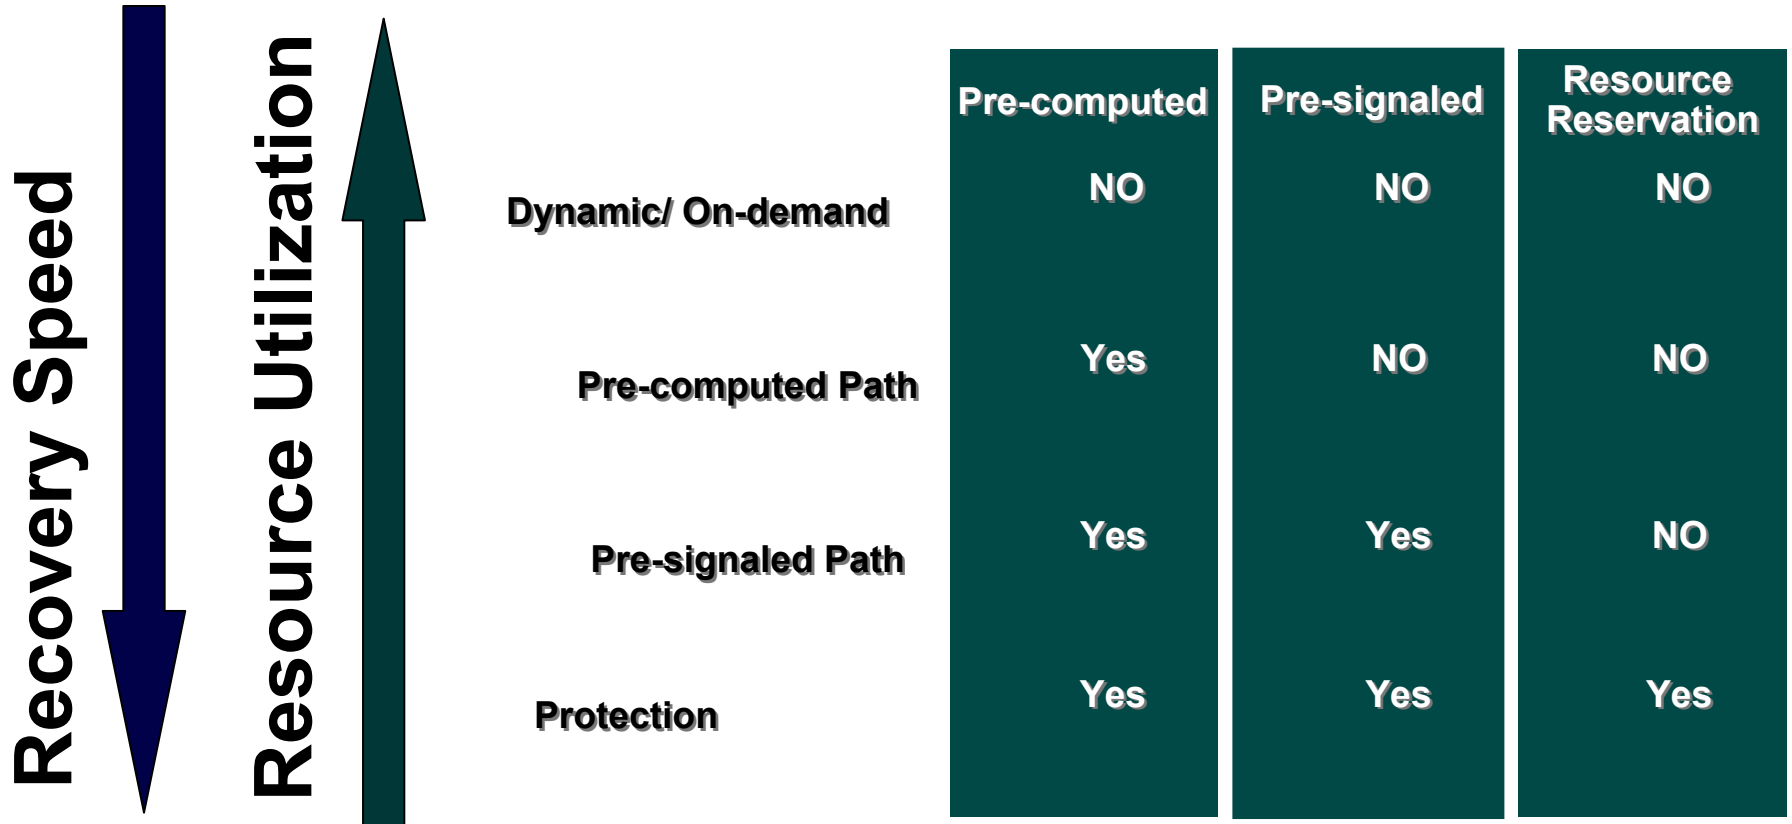 Recovery Speed
Resource Utilization
Pre-computed
Pre-signaled
Resource
Reservation
Dynamic/ On-demand
NO
NO
NO
Pre-computed Path
Yes
NO
NO
Pre-signaled Path
Yes
Yes
NO
Protection
Yes
Yes
Yes